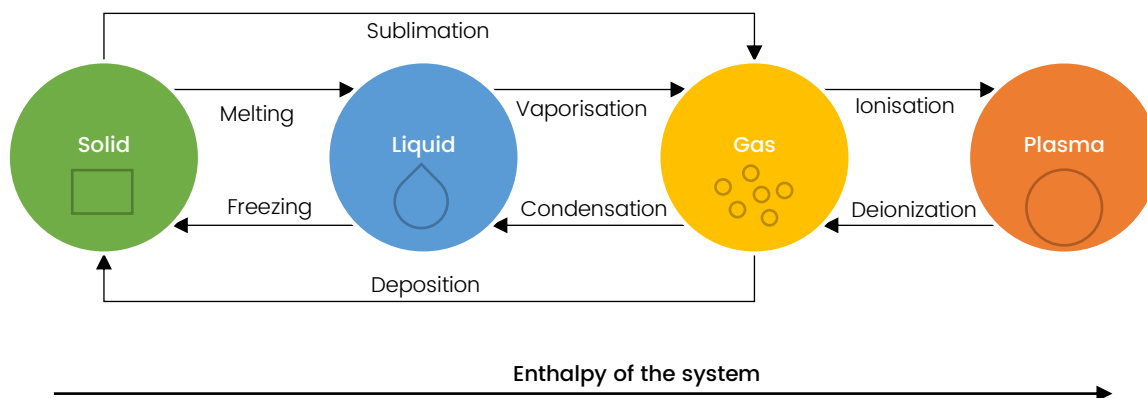 Sublimation
Melting
Vaporisation
Ionisation
Solid
Liquid
Gas
Plasma
Freezing
Condensation
Deionization
Deposition
Enthalpy of the system